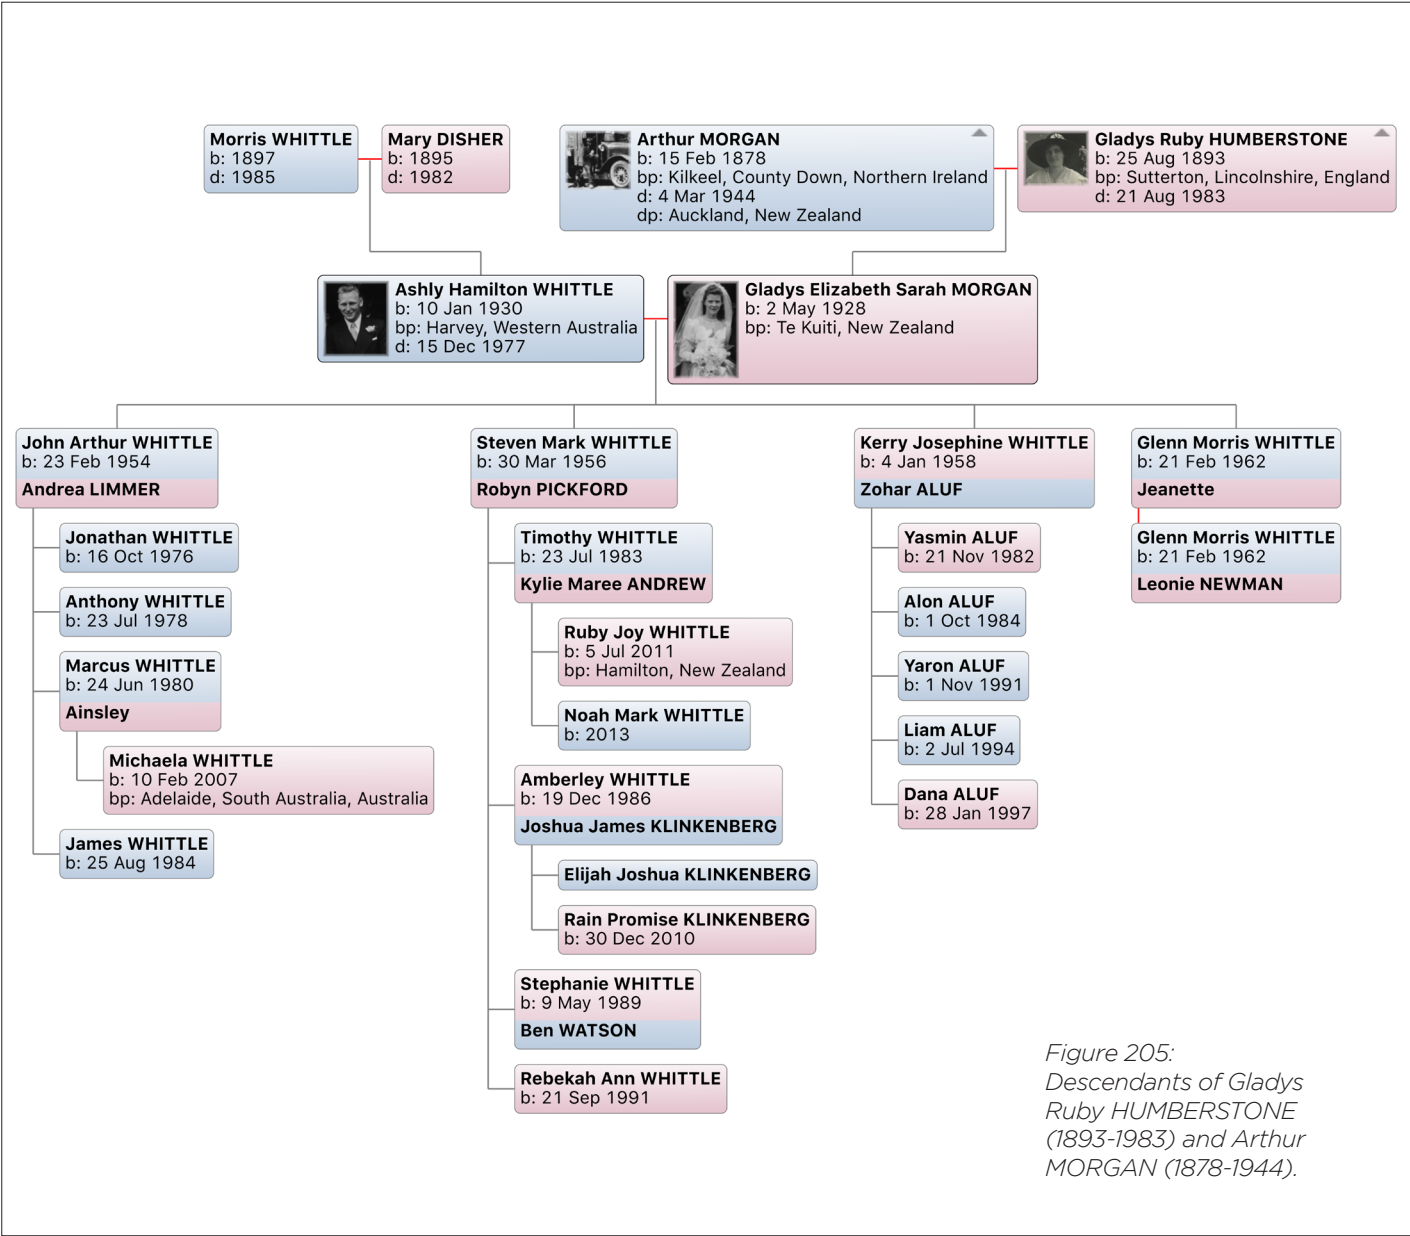 Morris WHITTLE
b: 1897
d: 1985
Mary DISHER
b: 1895
d: 1982
Arthur MORGAN
b: 15 Feb 1878
bp: Kilkeel, County Down, Northern Ireland
d: 4 Mar 1944
dp: Auckland, New Zealand
Gladys Ruby HUMBERSTONE
b: 25 Aug 1893
bp: Sutterton, Lincolnshire, England
d: 21 Aug 1983
Ashly Hamilton WHITTLE
b: 10 Jan 1930
bp: Harvey, Western Australia
d: 15 Dec 1977
Gladys Elizabeth Sarah MORGAN
b: 2 May 1928
bp: Te Kuiti, New Zealand
John Arthur WHITTLE
b: 23 Feb 1954
Andrea LIMMER
Jonathan WHITTLE
b: 16 Oct 1976
Anthony WHITTLE
b: 23 Jul 1978
Marcus WHITTLE
b: 24 Jun 1980
Ainsley
Michaela WHITTLE
b: 10 Feb 2007
bp: Adelaide, South Australia, Australia
James WHITTLE
b: 25 Aug 1984
Steven Mark WHITTLE
b: 30 Mar 1956
Robyn PICKFORD
Timothy WHITTLE
b: 23 Jul 1983
Kylie Maree ANDREW
Ruby Joy WHITTLE
b: 5 Jul 2011
bp: Hamilton, New Zealand
Noah Mark WHITTLE
b: 2013
Amberley WHITTLE
b: 19 Dec 1986
Joshua James KLINKENBERG
Elijah Joshua KLINKENBERG
Rain Promise KLINKENBERG
b: 30 Dec 2010
Stephanie WHITTLE
b: 9 May 1989
Ben WATSON
Rebekah Ann WHITTLE
b: 21 Sep 1991
Kerry Josephine WHITTLE
b: 4 Jan 1958
Zohar ALUF
Yasmin ALUF
b: 21 Nov 1982
Alon ALUF
b: 1 Oct 1984
Yaron ALUF
b: 1 Nov 1991
Liam ALUF
b: 2 Jul 1994
Dana ALUF
b: 28 Jan 1997
Glenn Morris WHITTLE
b: 21 Feb 1962
Jeanette
Glenn Morris WHITTLE
b: 21 Feb 1962
Leonie NEWMAN
Figure 205:
Descendants of Gladys
Ruby HUMBERSTONE
(1893-1983) and Arthur
MORGAN (1878-1944).